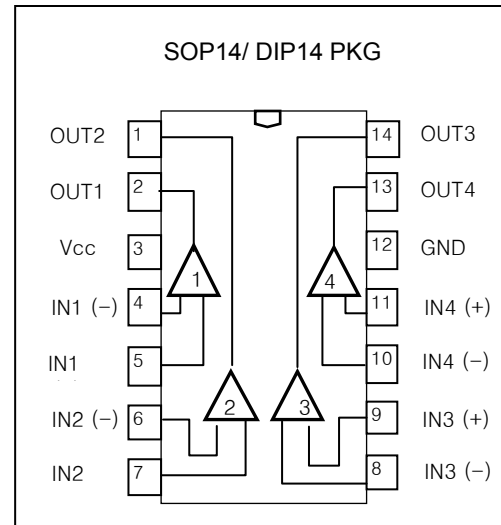 SOP14/ DIP14 PKG
OUT2 1 14 OUT3
OUT1 2 13 OUT4
Vcc 3 12 GND
1 4
IN1 (−) 4 11 IN4 (+)
IN1 5 10 IN4 (−)
IN2 (−) 6 2 3 9 IN3 (+)
IN2 7 8 IN3 (−)